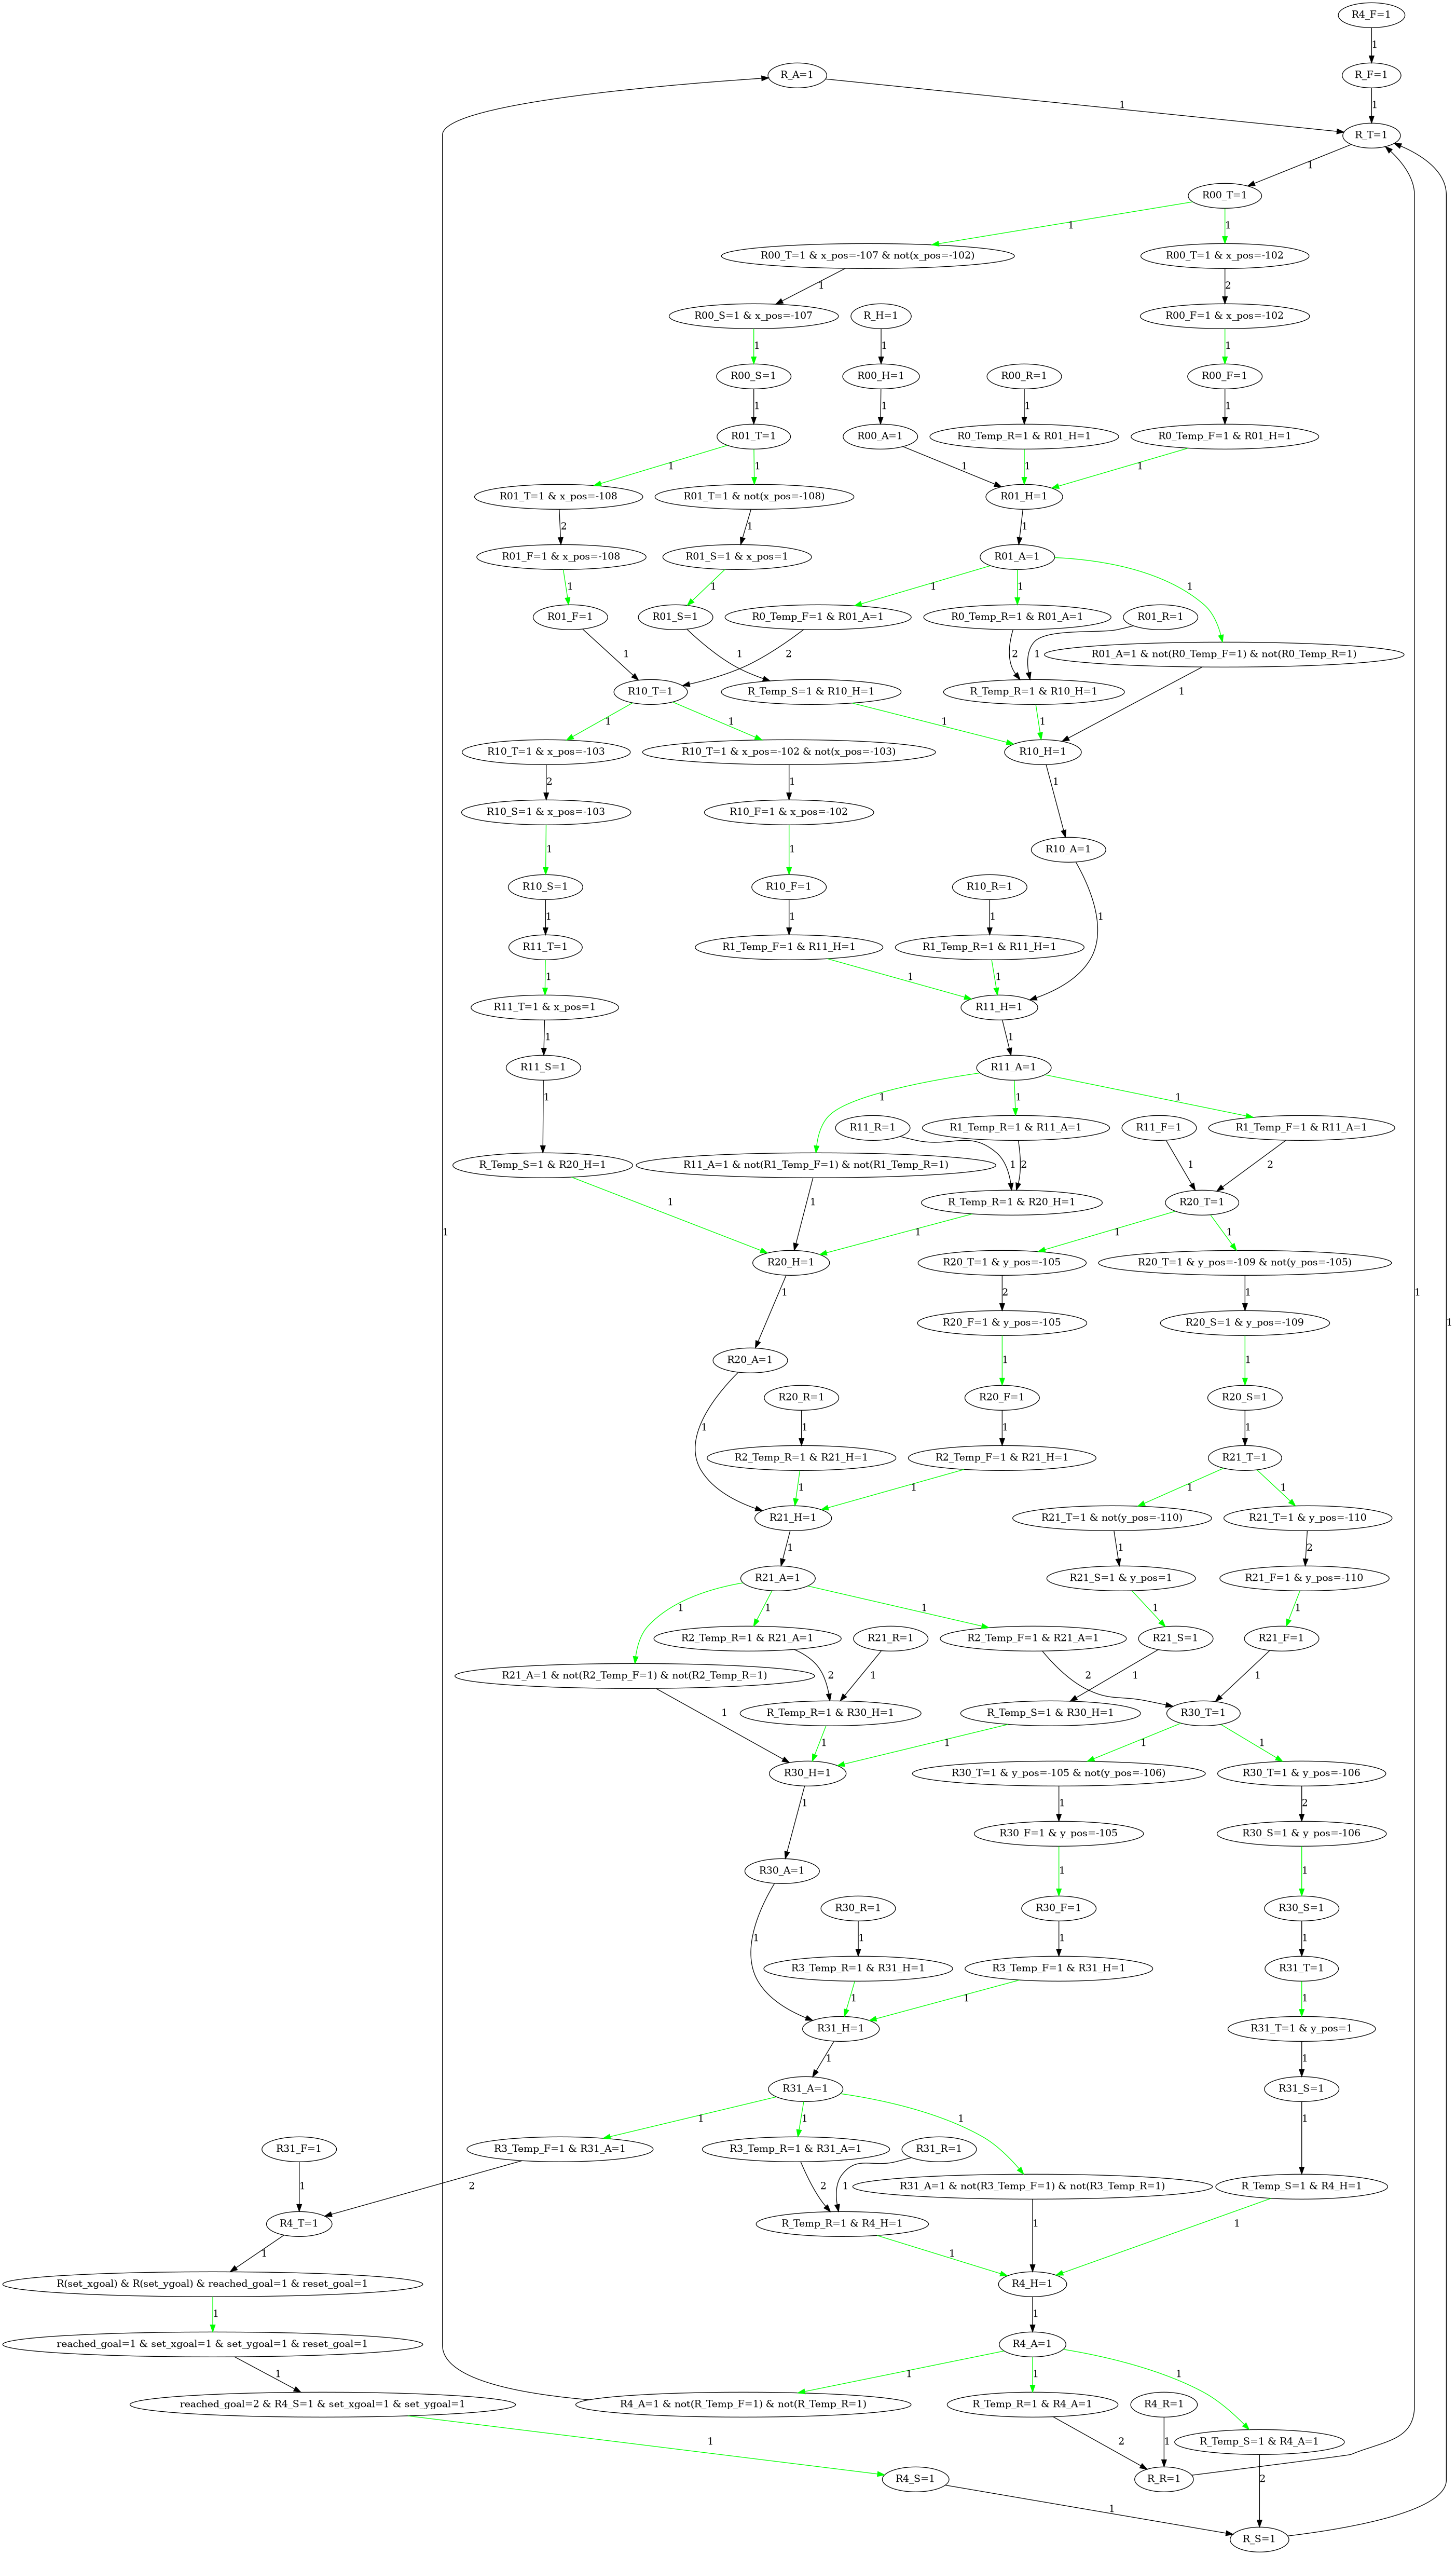 R4_F=1
1
R_A=1
R_F=1
1
1
R_T=1
1
R00_T=1
1
1
R00_T=1 & x_pos=-107 & not(x_pos=-102)
R00_T=1 & x_pos=-102
1
2
R00_S=1 & x_pos=-107
R_H=1
R00_F=1 & x_pos=-102
1
1
1
R00_S=1
R00_H=1
R00_R=1
R00_F=1
1
1
1
1
R01_T=1
R00_A=1
R0_Temp_R=1 & R01_H=1
R0_Temp_F=1 & R01_H=1
1
1
1
1
1
R01_T=1 & x_pos=-108
R01_T=1 & not(x_pos=-108)
R01_H=1
2
1
1
R01_F=1 & x_pos=-108
R01_S=1 & x_pos=1
R01_A=1
1
1
1
1
1
R01_F=1
R01_S=1
R0_Temp_F=1 & R01_A=1
R0_Temp_R=1 & R01_A=1
R01_R=1
R01_A=1 & not(R0_Temp_F=1) & not(R0_Temp_R=1)
1
1
2
2
1
R10_T=1
R_Temp_S=1 & R10_H=1
R_Temp_R=1 & R10_H=1
1
1
1
1
1
R10_T=1 & x_pos=-103
R10_T=1 & x_pos=-102 & not(x_pos=-103)
R10_H=1
2
1
1
R10_S=1 & x_pos=-103
R10_F=1 & x_pos=-102
1
1
R10_A=1
R10_S=1
R10_F=1
R10_R=1
1
1
1
1
R11_T=1
R1_Temp_F=1 & R11_H=1
R1_Temp_R=1 & R11_H=1
1
1
1
R11_T=1 & x_pos=1
R11_H=1
1
1
R11_S=1
R11_A=1
1
1
1
1
R11_R=1
R1_Temp_R=1 & R11_A=1
R11_F=1
R1_Temp_F=1 & R11_A=1
R_Temp_S=1 & R20_H=1
R11_A=1 & not(R1_Temp_F=1) & not(R1_Temp_R=1)
1
2
1
2
R_Temp_R=1 & R20_H=1
R20_T=1
1
1
1
1
1
1
R20_H=1
R20_T=1 & y_pos=-105
R20_T=1 & y_pos=-109 & not(y_pos=-105)
1
2
1
R20_F=1 & y_pos=-105
R20_S=1 & y_pos=-109
R20_A=1
1
1
R20_R=1
R20_F=1
R20_S=1
1
1
1
1
R2_Temp_R=1 & R21_H=1
R2_Temp_F=1 & R21_H=1
R21_T=1
1
1
1
1
R21_H=1
R21_T=1 & not(y_pos=-110)
R21_T=1 & y_pos=-110
1
1
2
R21_A=1
R21_S=1 & y_pos=1
R21_F=1 & y_pos=-110
1
1
1
1
1
R2_Temp_R=1 & R21_A=1
R21_R=1
R2_Temp_F=1 & R21_A=1
R21_S=1
R21_F=1
R21_A=1 & not(R2_Temp_F=1) & not(R2_Temp_R=1)
2
1
2
1
1
R_Temp_R=1 & R30_H=1
R_Temp_S=1 & R30_H=1
R30_T=1
1
1
1
1
1
R30_H=1
R30_T=1 & y_pos=-105 & not(y_pos=-106)
R30_T=1 & y_pos=-106
1
1
2
R30_F=1 & y_pos=-105
R30_S=1 & y_pos=-106
R30_A=1
1
1
R30_R=1
R30_F=1
R30_S=1
1
1
1
1
R3_Temp_R=1 & R31_H=1
R3_Temp_F=1 & R31_H=1
R31_T=1
1
1
1
R31_H=1
R31_T=1 & y_pos=1
1
1
R31_A=1
R31_S=1
1
1
1
1
R31_F=1
R3_Temp_F=1 & R31_A=1
R3_Temp_R=1 & R31_A=1
R31_R=1
R31_A=1 & not(R3_Temp_F=1) & not(R3_Temp_R=1)
R_Temp_S=1 & R4_H=1
1
2
2
1
R4_T=1
R_Temp_R=1 & R4_H=1
1
1
1
1
R(set_xgoal) & R(set_ygoal) & reached_goal=1 & reset_goal=1
R4_H=1
1
1
reached_goal=1 & set_xgoal=1 & set_ygoal=1 & reset_goal=1
R4_A=1
1
1
1
1
reached_goal=2 & R4_S=1 & set_xgoal=1 & set_ygoal=1
R4_A=1 & not(R_Temp_F=1) & not(R_Temp_R=1)
R_Temp_R=1 & R4_A=1
R4_R=1
R_Temp_S=1 & R4_A=1
1
2
1
2
R4_S=1
R_R=1
1
R_S=1
1
1
1